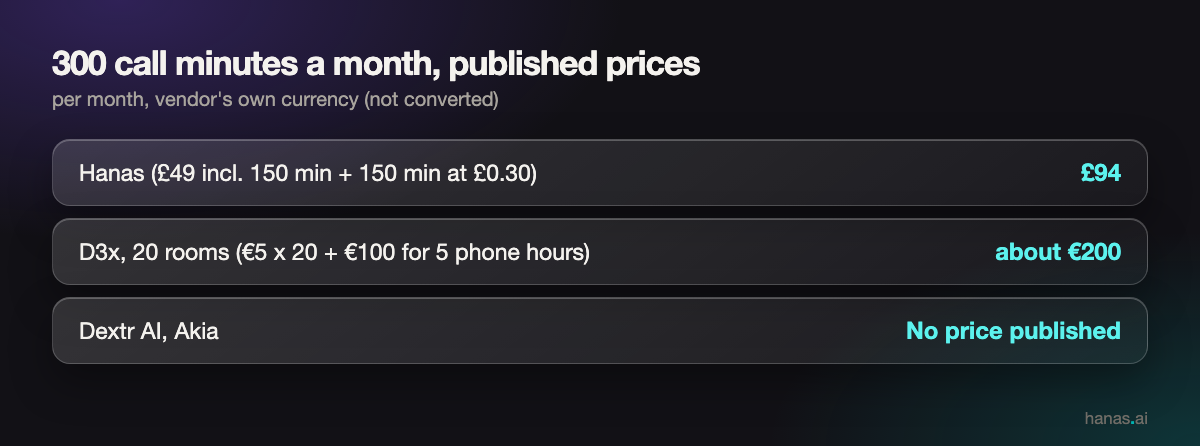 300 call minutes a month, published prices
per month, vendor's own currency (not converted)
Hanas (£49 incl. 150 min + 150 min at £0.30)
£94
D3x, 20 rooms (€5 x 20 + €100 for 5 phone hours)
about €200
Dextr AI, Akia
No price published
hanas.ai